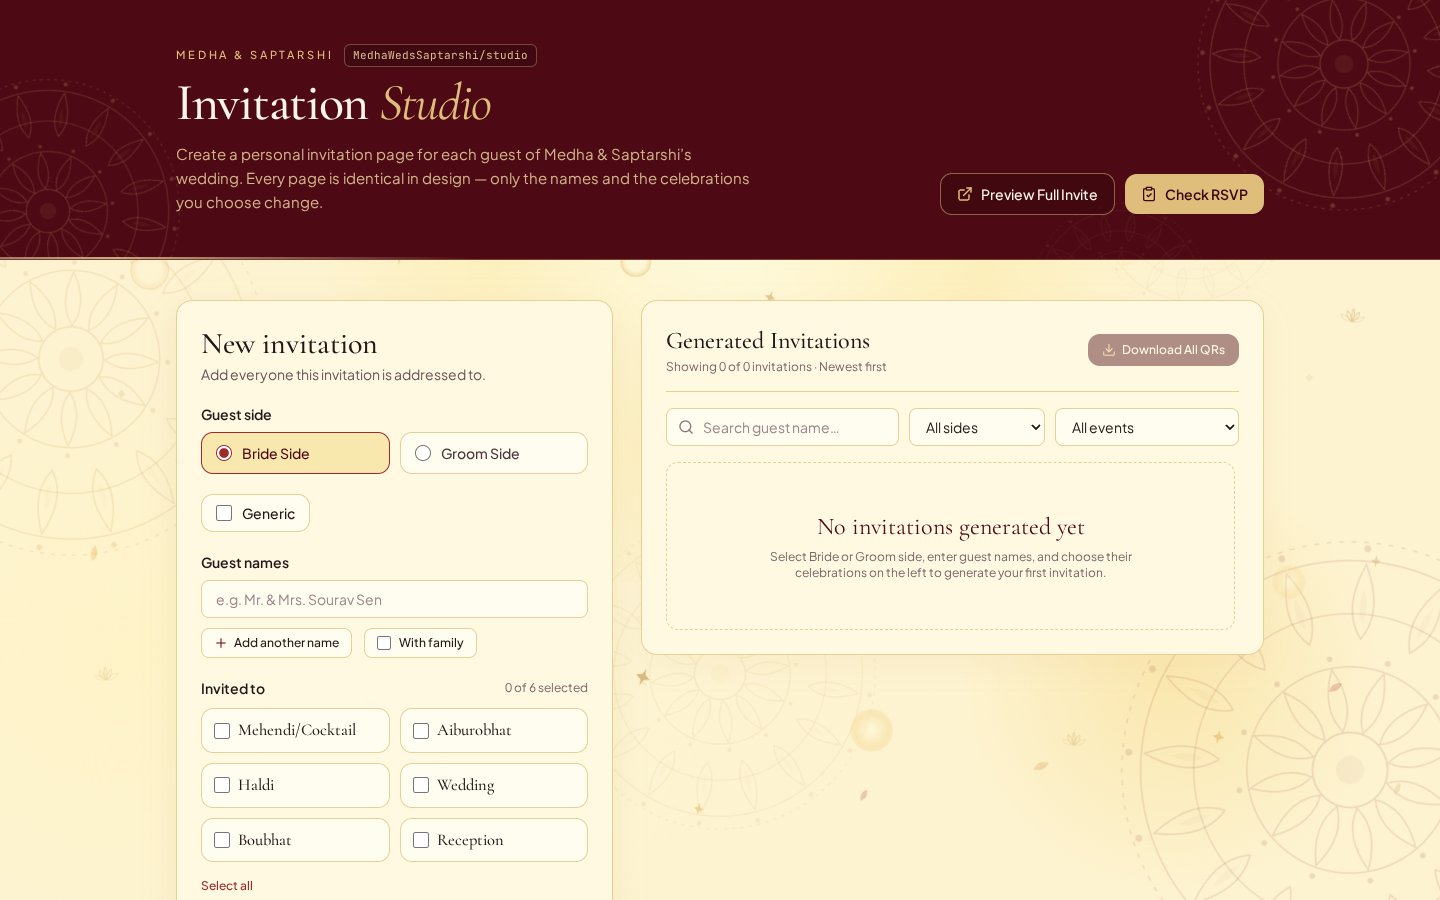 MEDHA & SAPTARSHI
MedhaWedsSaptarshi/studio
Invitation Studio
Create a personal invitation page for each guest of Medha & Saptarshi's
wedding. Every page is identical in design — only the names and the celebrations
you choose change.
Preview Full Invite
Check RSVP
New invitation
Add everyone this invitation is addressed to.
Guest side
Bride Side
Groom Side
Generic
Guest names
e.g. Mr. & Mrs. Sourav Sen
Add another name
With family
Invited to
0 of 6 selected
Mehendi/Cocktail
Aiburobhat
Haldi
Wedding
Boubhat
Reception
Select all
Generated Invitations
Showing 0 of 0 invitations · Newest first
Download All QRs
Search guest name...
All sides
All events
No invitations generated yet
Select Bride or Groom side, enter guest names, and choose their
celebrations on the left to generate your first invitation.